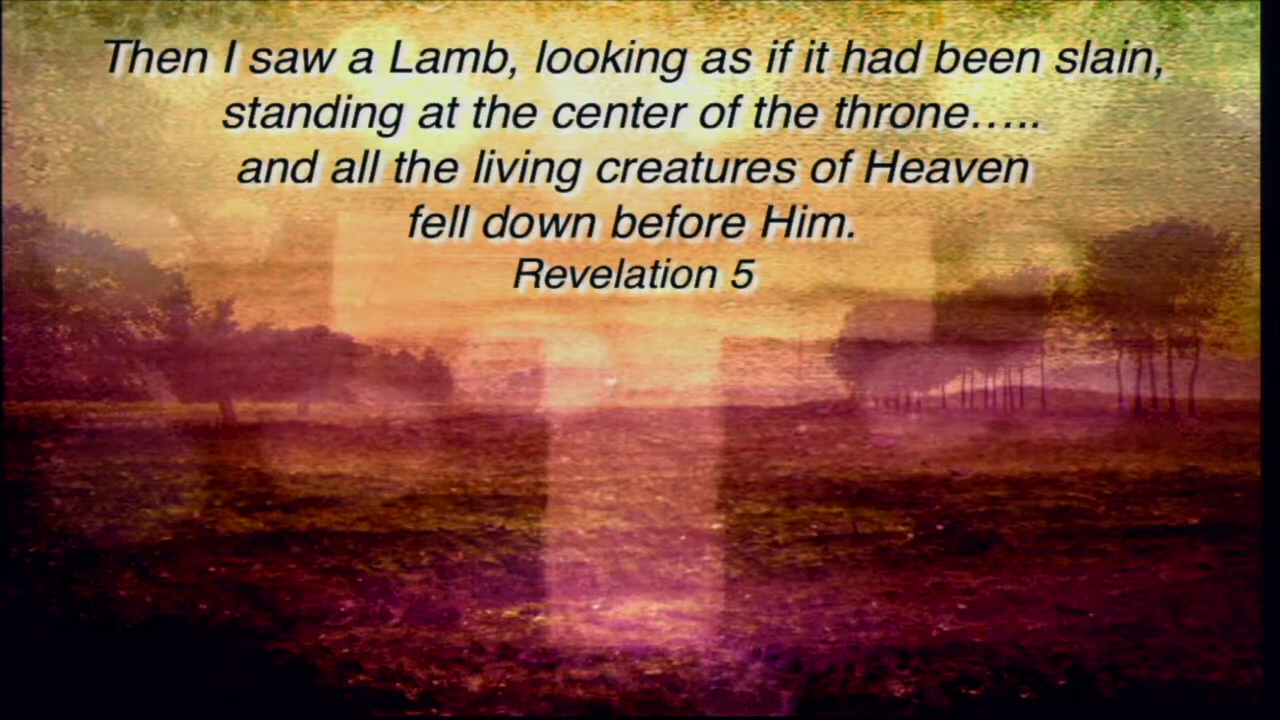 Then I saw a Lamb, looking as if it had been slain,
standing at the center of the throne…..
and all the living creatures of Heaven
fell down before Him.
Revelation 5